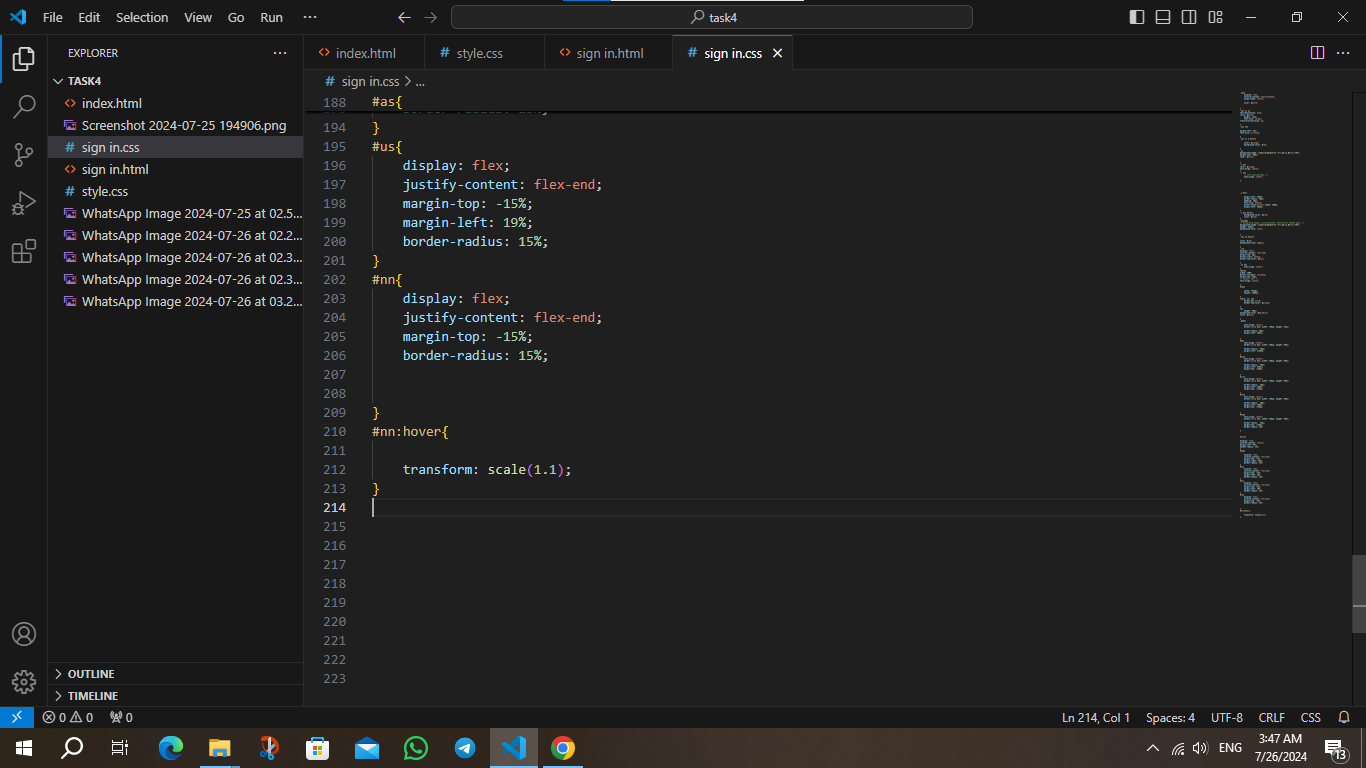 File Edit Selection View Go Run ···
task4
EXPLORER
TASK4
index.html
Screenshot 2024-07-25 194906.png
sign in.css
sign in.html
style.css
WhatsApp Image 2024-07-25 at 02.5...
WhatsApp Image 2024-07-26 at 02.2...
WhatsApp Image 2024-07-26 at 02.3...
WhatsApp Image 2024-07-26 at 02.3...
WhatsApp Image 2024-07-26 at 03.2...
OUTLINE
TIMELINE
index.html style.css sign in.html sign in.css
sign in.css > ...
188 #as{
194 }
195 #us{
196 display: flex;
197 justify-content: flex-end;
198 margin-top: -15%;
199 margin-left: 19%;
200 border-radius: 15%;
201 }
202 #nn{
203 display: flex;
204 justify-content: flex-end;
205 margin-top: -15%;
206 border-radius: 15%;
207
208
209 }
210 #nn:hover{
211
212 transform: scale(1.1);
213 }
214
215
216
217
218
219
220
221
222
223
0 0 0
Ln 214, Col 1 Spaces: 4 UTF-8 CRLF CSS
ENG
3:47 AM
7/26/2024
13